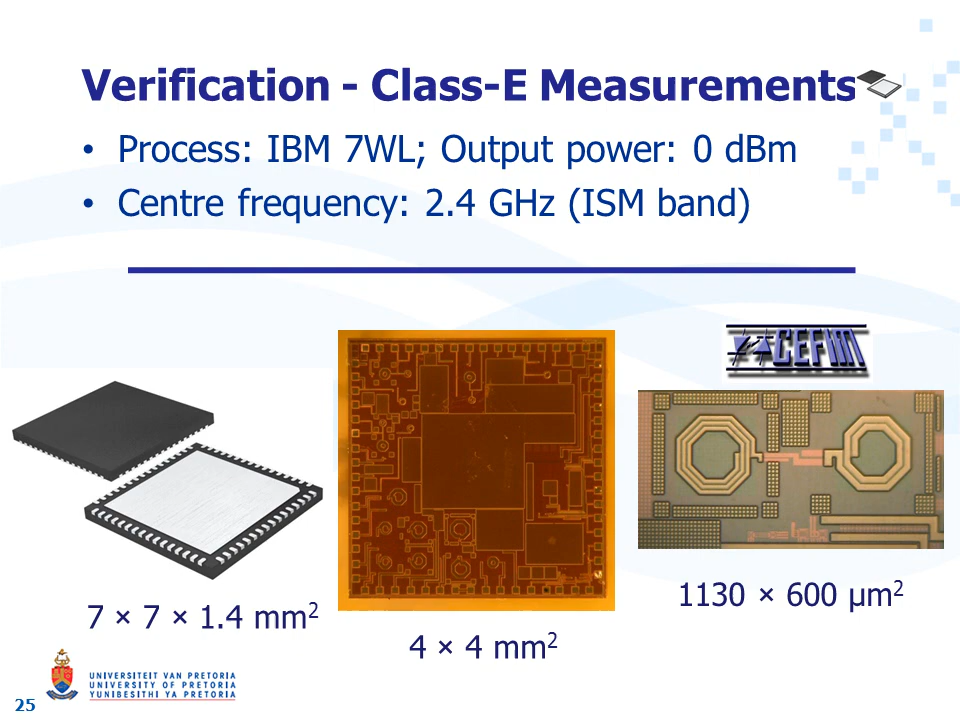 Verification - Class-E Measurements
• Process: IBM 7WL; Output power: 0 dBm
• Centre frequency: 2.4 GHz (ISM band)
CEFIM
7 × 7 × 1.4 mm²
4 × 4 mm²
1130 × 600 µm²
UNIVERSITEIT VAN PRETORIA
UNIVERSITY OF PRETORIA
YUNIBESITHI YA PRETORIA
25